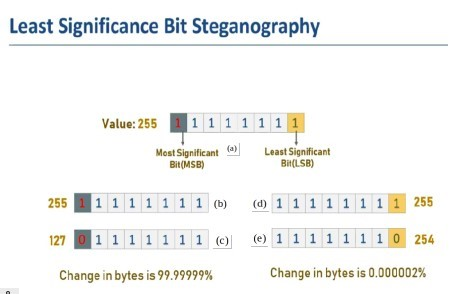 Least Significance Bit Steganography
Value: 255 1 1 1 1 1 1 1 1
Most Significant Bit(MSB)
(a)
Least Significant Bit(LSB)
255 1 1 1 1 1 1 1 1 (b)
(d) 1 1 1 1 1 1 1 1 255
127 0 1 1 1 1 1 1 1 (c)
(e) 1 1 1 1 1 1 1 0 254
Change in bytes is 99.99999%
Change in bytes is 0.000002%